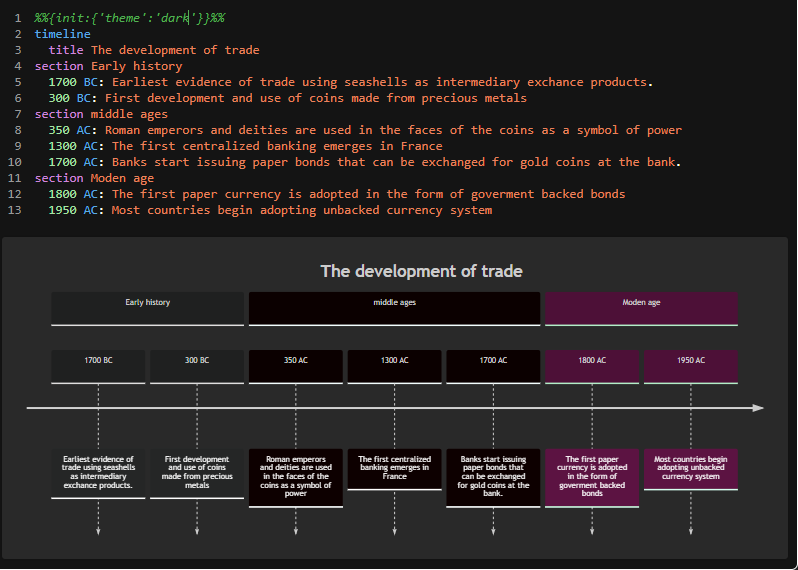 1 %%{init:{'theme':'dark'}}%%
2 timeline
3 title The development of trade
4 section Early history
5 1700 BC: Earliest evidence of trade using seashells as intermediary exchance products.
6 300 BC: First development and use of coins made from precious metals
7 section middle ages
8 350 AC: Roman emperors and deities are used in the faces of the coins as a symbol of power
9 1300 AC: The first centralized banking emerges in France
10 1700 AC: Banks start issuing paper bonds that can be exchanged for gold coins at the bank.
11 section Moden age
12 1800 AC: The first paper currency is adopted in the form of goverment backed bonds
13 1950 AC: Most countries begin adopting unbacked currency system
The development of trade
Early history
middle ages
Moden age
1700 BC
300 BC
350 AC
1300 AC
1700 AC
1800 AC
1950 AC
Earliest evidence of
trade using seashells
as intermediary
exchance products.
First development
and use of coins
made from precious
metals
Roman emperors
and deities are used
in the faces of the
coins as a symbol of
power
The first centralized
banking emerges in
France
Banks start issuing
paper bonds that
can be exchanged
for gold coins at the
bank.
The first paper
currency is adopted
in the form of
goverment backed
bonds
Most countries begin
adopting unbacked
currency system